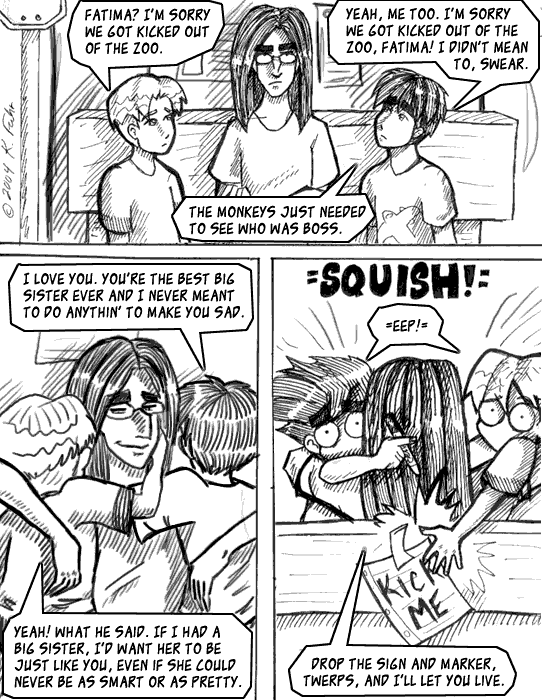 FATIMA? I'M SORRY
WE GOT KICKED OUT
OF THE ZOO.
YEAH, ME TOO. I'M SORRY
WE GOT KICKED OUT OF THE
ZOO, FATIMA! I DIDN'T MEAN
TO, SWEAR.
THE MONKEYS JUST NEEDED
TO SEE WHO WAS BOSS.
© 2004 K.
I LOVE YOU. YOU'RE THE BEST BIG
SISTER EVER AND I NEVER MEANT
TO DO ANYTHIN' TO MAKE YOU SAD.
YEAH! WHAT HE SAID. IF I HAD A
BIG SISTER, I'D WANT HER TO BE
JUST LIKE YOU, EVEN IF SHE COULD
NEVER BE AS SMART OR AS PRETTY.
=SQUISH!=
=EEP!=
KICK
ME
DROP THE SIGN AND MARKER,
TWERPS, AND I'LL LET YOU LIVE.